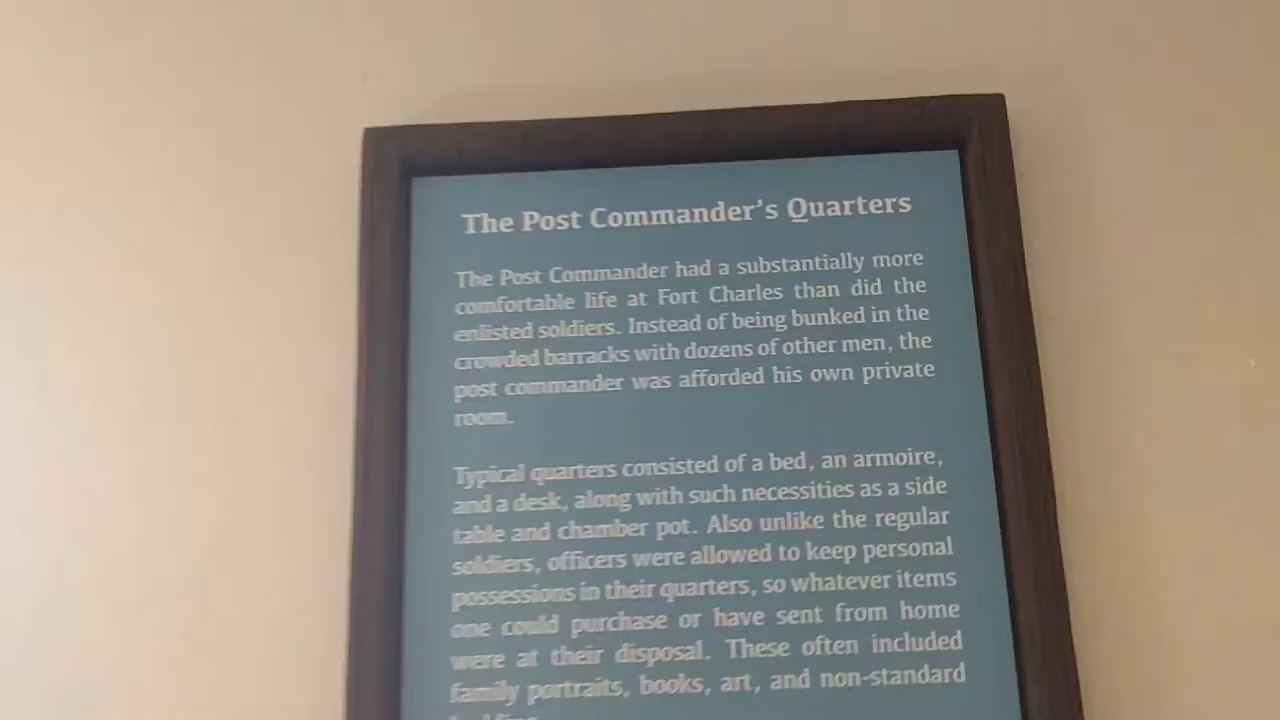 The Post Commander's Quarters
The Post Commander had a substantially more
comfortable life at Fort Charles than did the
enlisted soldiers. Instead of being bunked in the
crowded barracks with dozens of other men, the
post commander was afforded his own private
room.
Typical quarters consisted of a bed, an armoire,
and a desk, along with such necessities as a side
table and chamber pot. Also unlike the regular
soldiers, officers were allowed to keep personal
possessions in their quarters, so whatever items
one could purchase or have sent from home
were at their disposal. These often included
family portraits, books, art, and non-standard